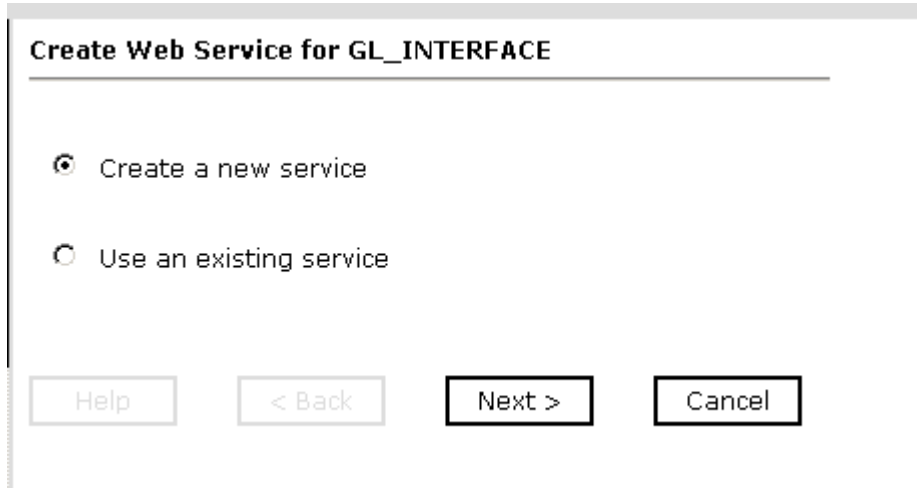 Create Web Service for GL_INTERFACE
Create a new service
Use an existing service
Help < Back Next > Cancel